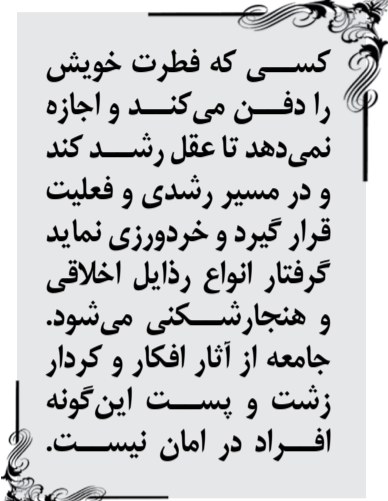 کسی که فطرت خویش
را دفن می‌کند و اجازه
نمی‌دهد تا عقل رشد کند
و در مسیر رشدی و فعلیت
قرار گیرد و خردورزی نماید
گرفتار انواع رذایل اخلاقی
و هنجارشکنی می‌شود.
جامعه از آثار افکار و کردار
زشت و پست این‌گونه
افراد در امان نیست.